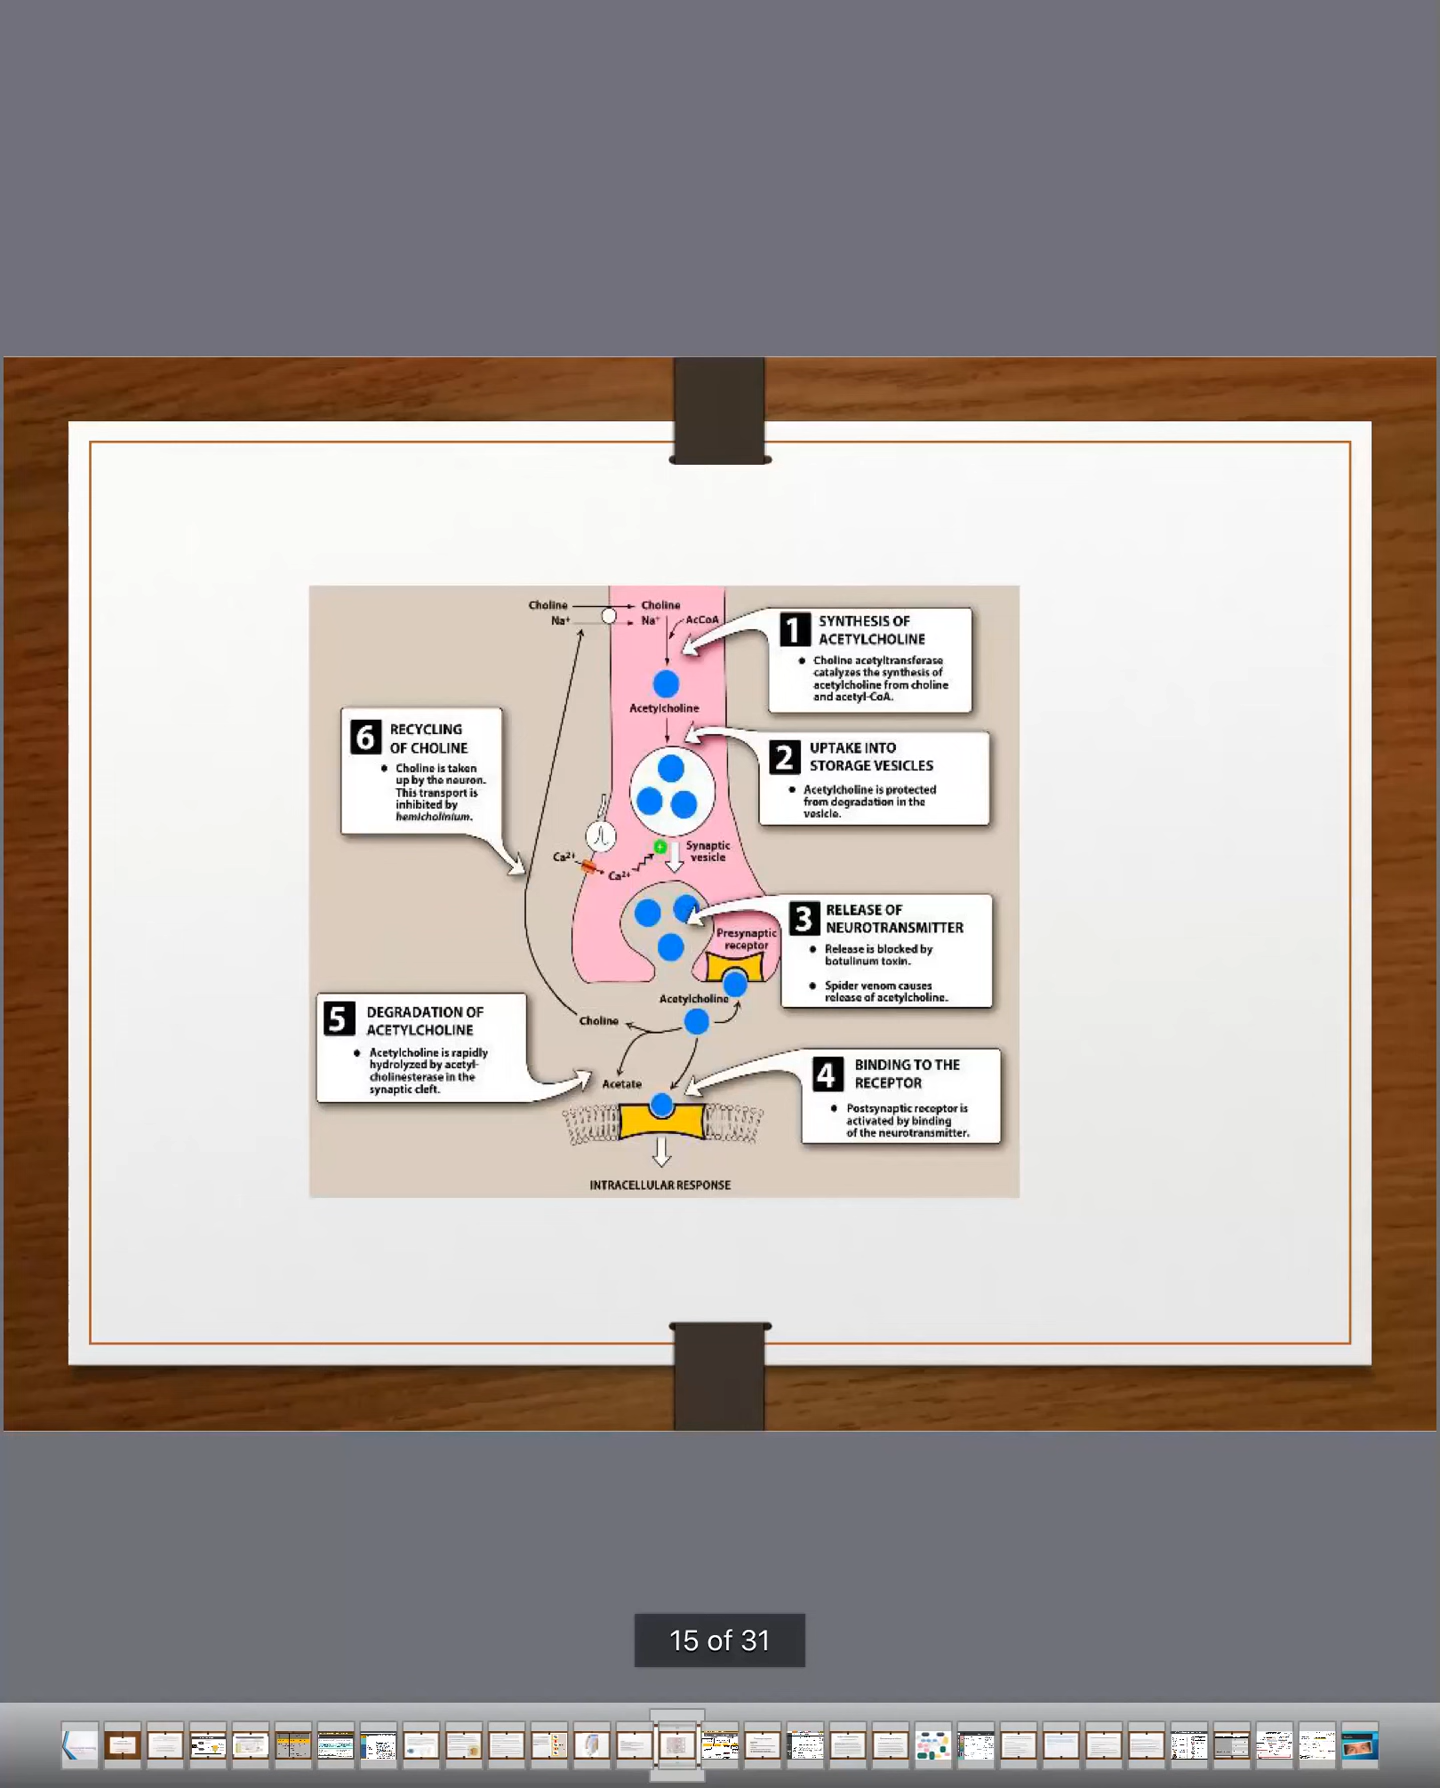 Choline
Choline
Na⁺
Na⁺
AcCoA
1 SYNTHESIS OF
ACETYLCHOLINE
● Choline acetyltransferase
catalyzes the synthesis of
acetylcholine from choline
and acetyl-CoA.
Acetylcholine
2 UPTAKE INTO
STORAGE VESICLES
● Acetylcholine is protected
from degradation in the
vesicle.
6 RECYCLING
OF CHOLINE
● Choline is taken
up by the neuron.
This transport is
inhibited by
hemicholinium.
Synaptic
vesicle
Ca²⁺
Ca²⁺
+
3 RELEASE OF
NEUROTRANSMITTER
● Release is blocked by
botulinum toxin.
● Spider venom causes
release of acetylcholine.
Presynaptic
receptor
Acetylcholine
Choline
5 DEGRADATION OF
ACETYLCHOLINE
● Acetylcholine is rapidly
hydrolyzed by acetyl-
cholinesterase in the
synaptic cleft.
Acetate
4 BINDING TO THE
RECEPTOR
● Postsynaptic receptor is
activated by binding
of the neurotransmitter.
INTRACELLULAR RESPONSE
15 of 31